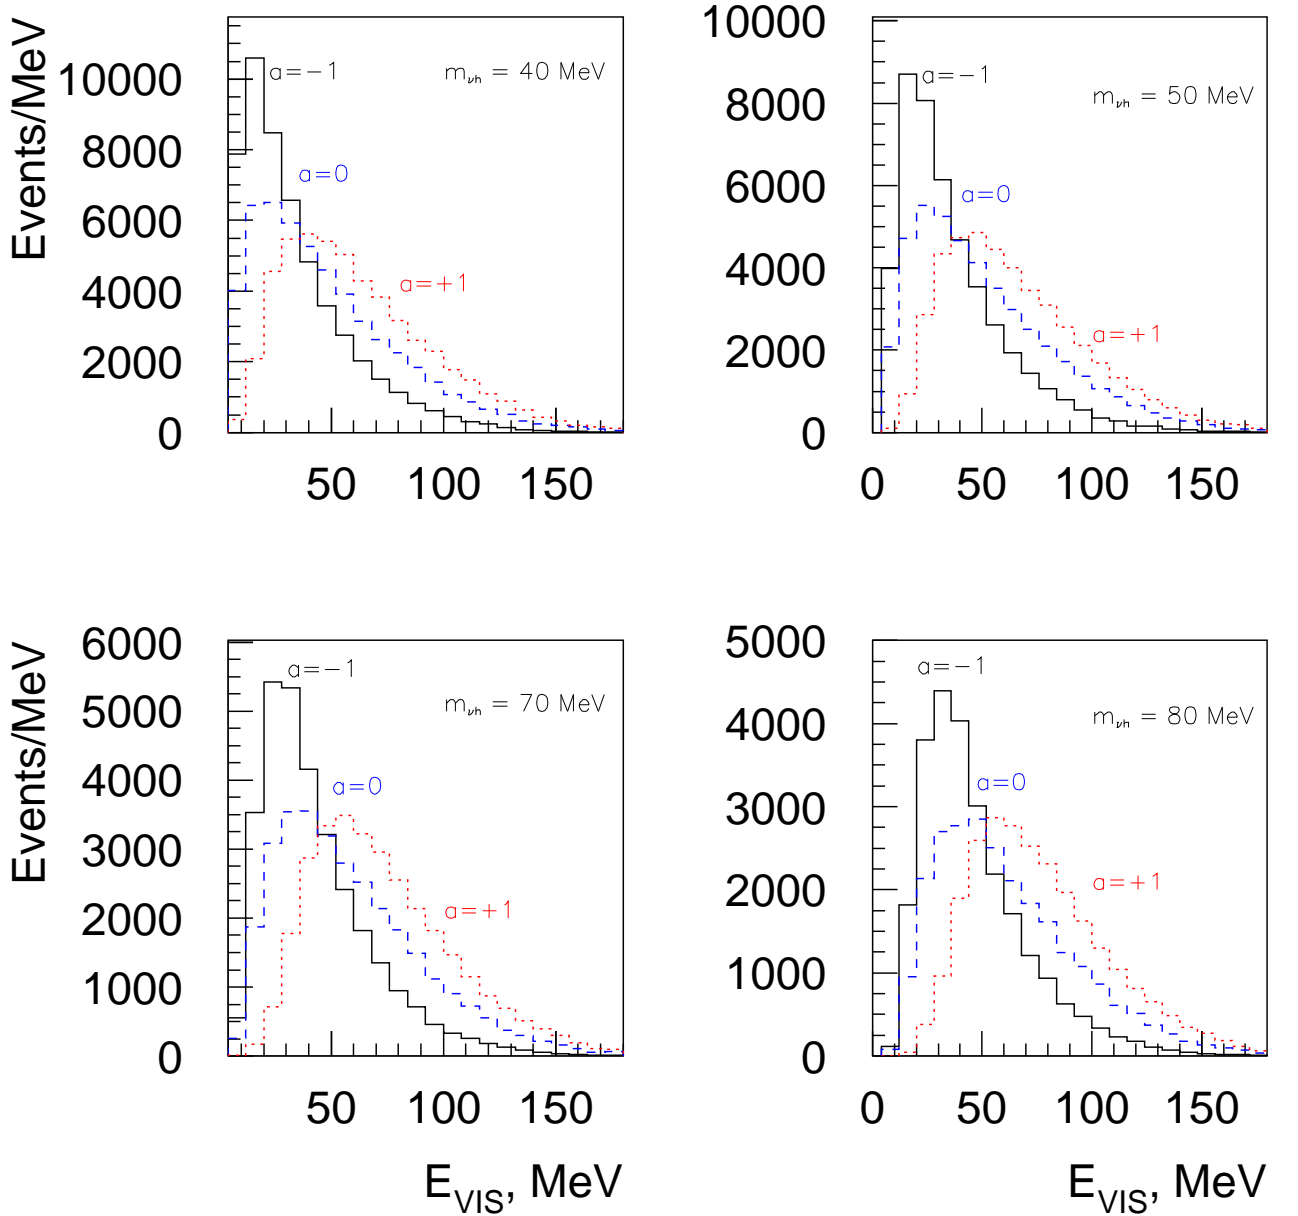 Events/MeV
10000
8000
6000
4000
2000
0
50
100
150
a=−1
a=0
a=+1
m_νh = 40 MeV
10000
8000
6000
4000
2000
0
0
50
100
150
a=−1
a=0
a=+1
m_νh = 50 MeV
Events/MeV
6000
5000
4000
3000
2000
1000
0
50
100
150
a=−1
a=0
a=+1
m_νh = 70 MeV
E_VIS, MeV
5000
4000
3000
2000
1000
0
0
50
100
150
a=−1
a=0
a=+1
m_νh = 80 MeV
E_VIS, MeV